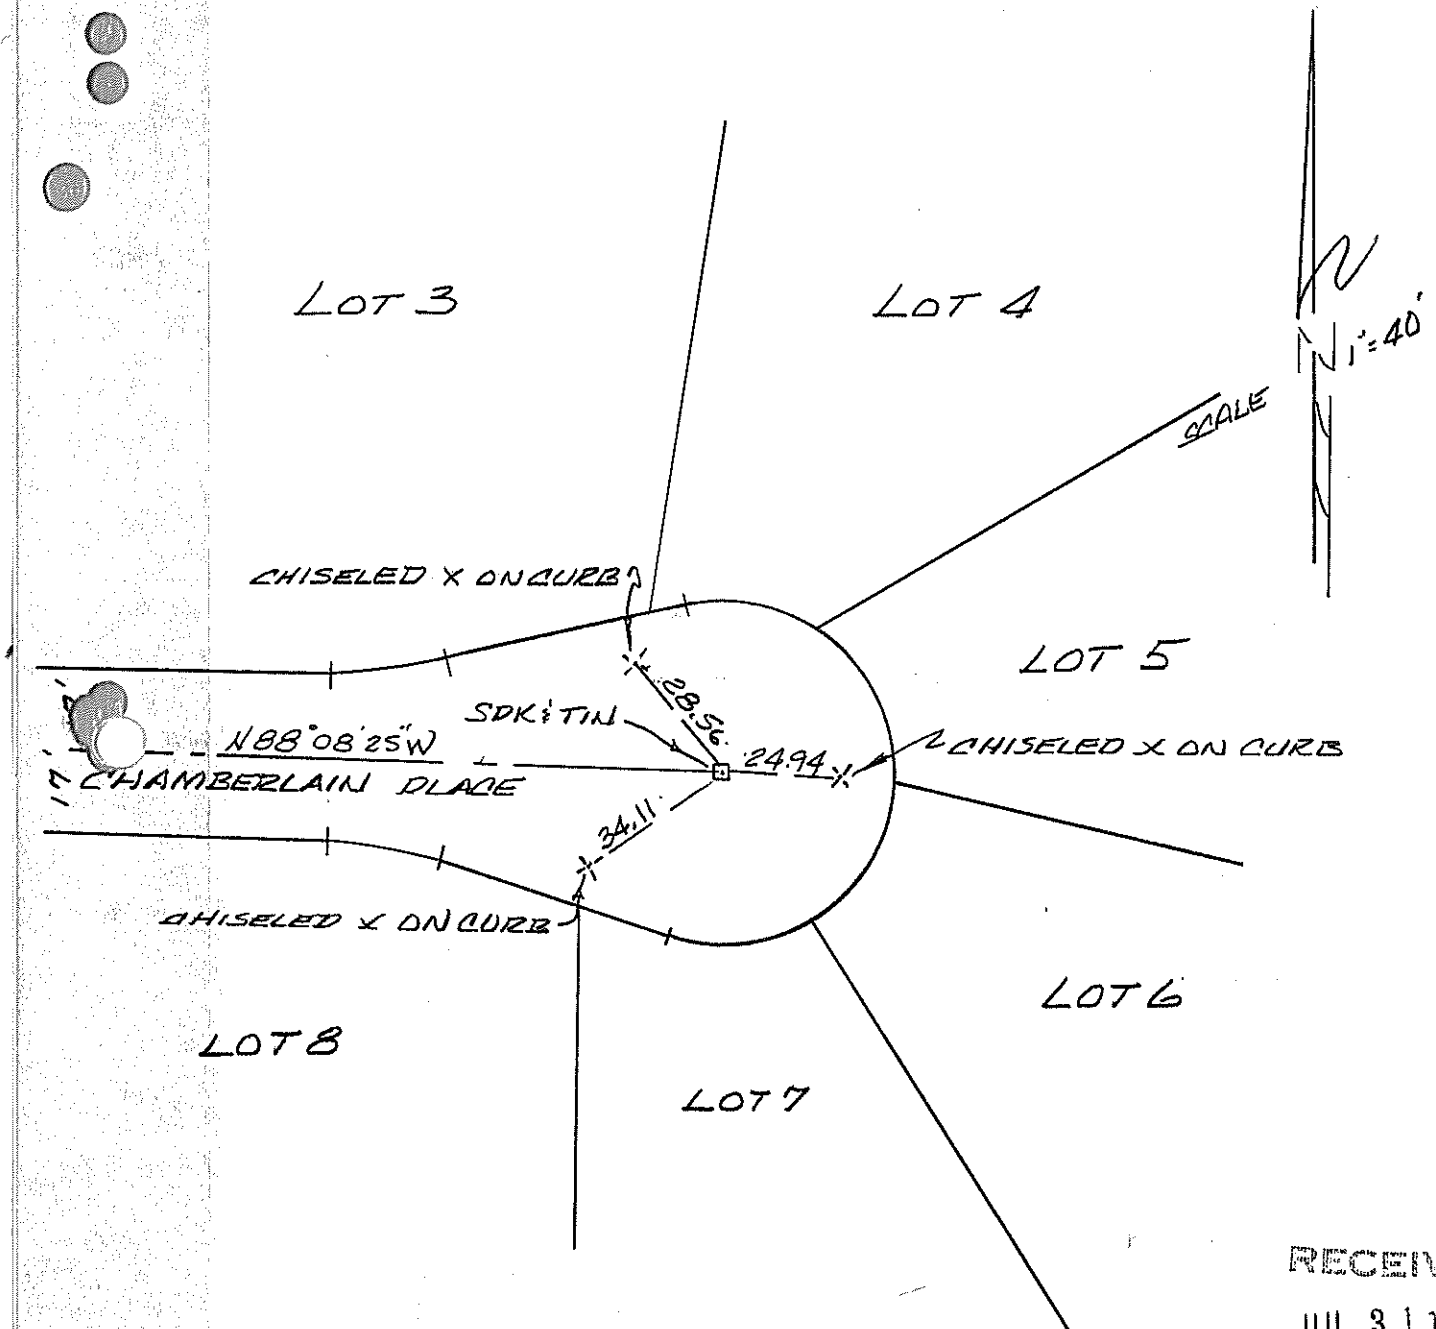 LOT 3
LOT 4
N
1"=40'
SCALE
CHISELED X ON CURB
LOT 5
28.56
SDK & TIN
N88°08'25"W
24.94
CHISELED X ON CURB
CHAMBERLAIN PLACE
34.11
CHISELED X ON CURB
LOT 6
LOT 8
LOT 7